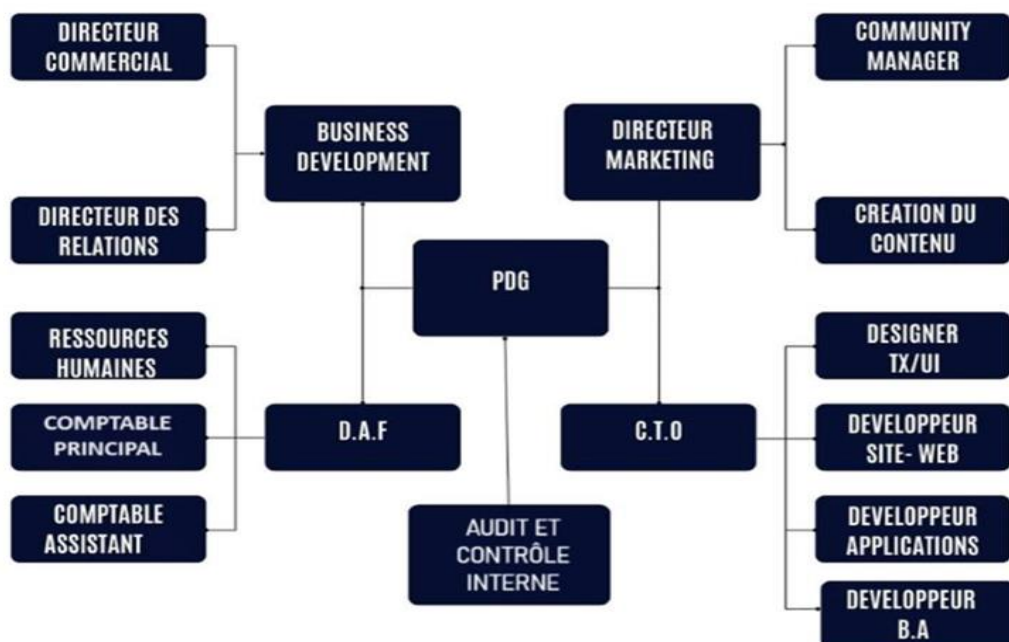 DIRECTEUR
COMMERCIAL
COMMUNITY
MANAGER
BUSINESS
DEVELOPMENT
DIRECTEUR
MARKETING
DIRECTEUR DES
RELATIONS
CREATION DU
CONTENU
PDG
RESSOURCES
HUMAINES
DESIGNER
TX/UI
COMPTABLE
PRINCIPAL
D.A.F
C.T.O
DEVELOPPEUR
SITE- WEB
COMPTABLE
ASSISTANT
AUDIT ET
CONTRÔLE
INTERNE
DEVELOPPEUR
APPLICATIONS
DEVELOPPEUR
B.A